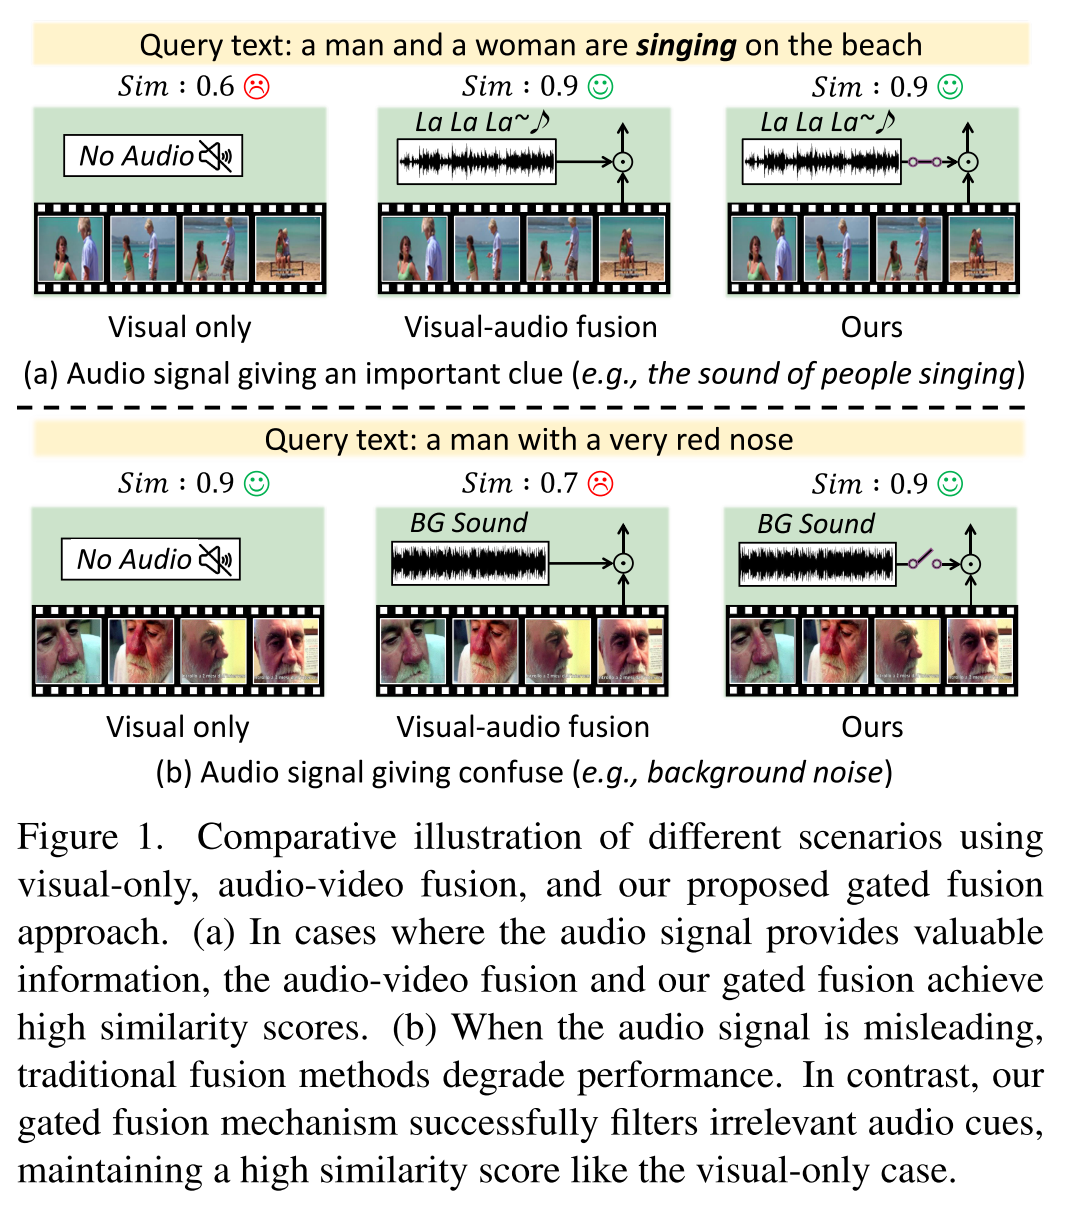 Query text: a man and a woman are singing on the beach
Sim : 0.6 Sim : 0.9 Sim : 0.9
La La La~♪ La La La~♪
No Audio
Visual only Visual-audio fusion Ours
(a) Audio signal giving an important clue (e.g., the sound of people singing)
Query text: a man with a very red nose
Sim : 0.9 Sim : 0.7 Sim : 0.9
BG Sound BG Sound
No Audio
Visual only Visual-audio fusion Ours
(b) Audio signal giving confuse (e.g., background noise)
Figure 1. Comparative illustration of different scenarios using
visual-only, audio-video fusion, and our proposed gated fusion
approach. (a) In cases where the audio signal provides valuable
information, the audio-video fusion and our gated fusion achieve
high similarity scores. (b) When the audio signal is misleading,
traditional fusion methods degrade performance. In contrast, our
gated fusion mechanism successfully filters irrelevant audio cues,
maintaining a high similarity score like the visual-only case.